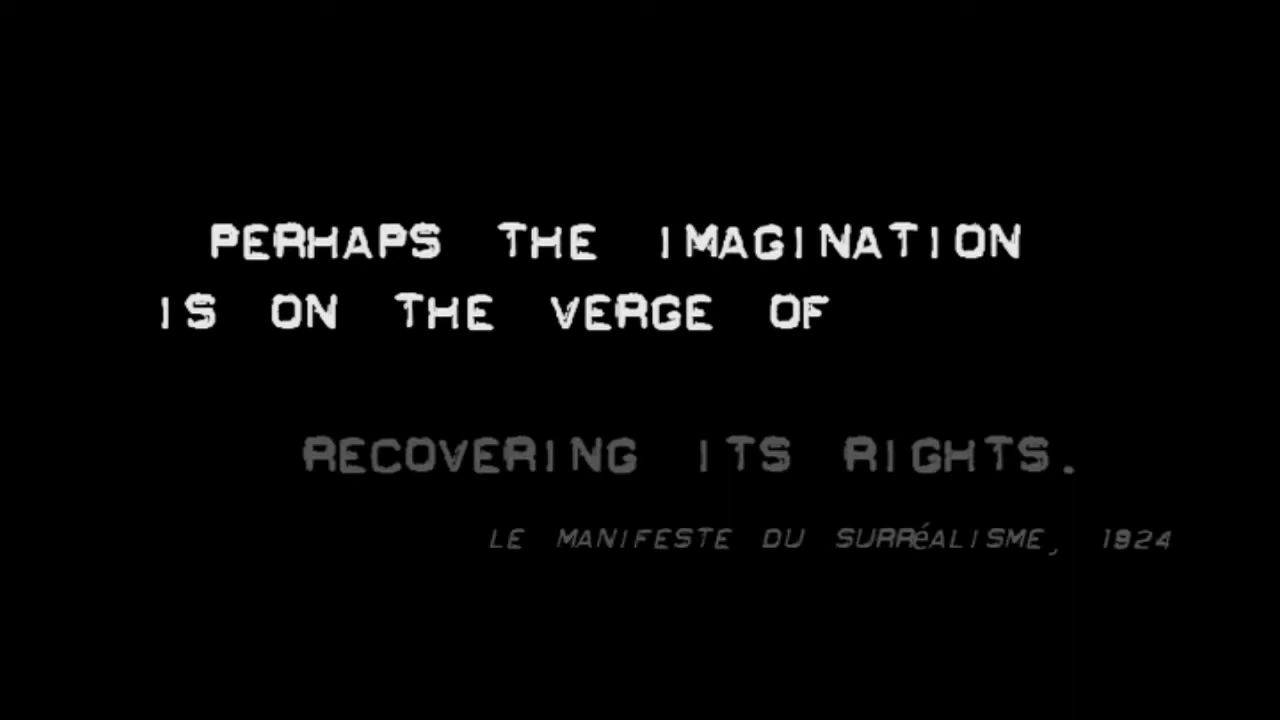 PERHAPS THE IMAGINATION
IS ON THE VERGE OF
RECOVERING ITS RIGHTS.
LE MANIFESTE DU SURRéALISME, 1924